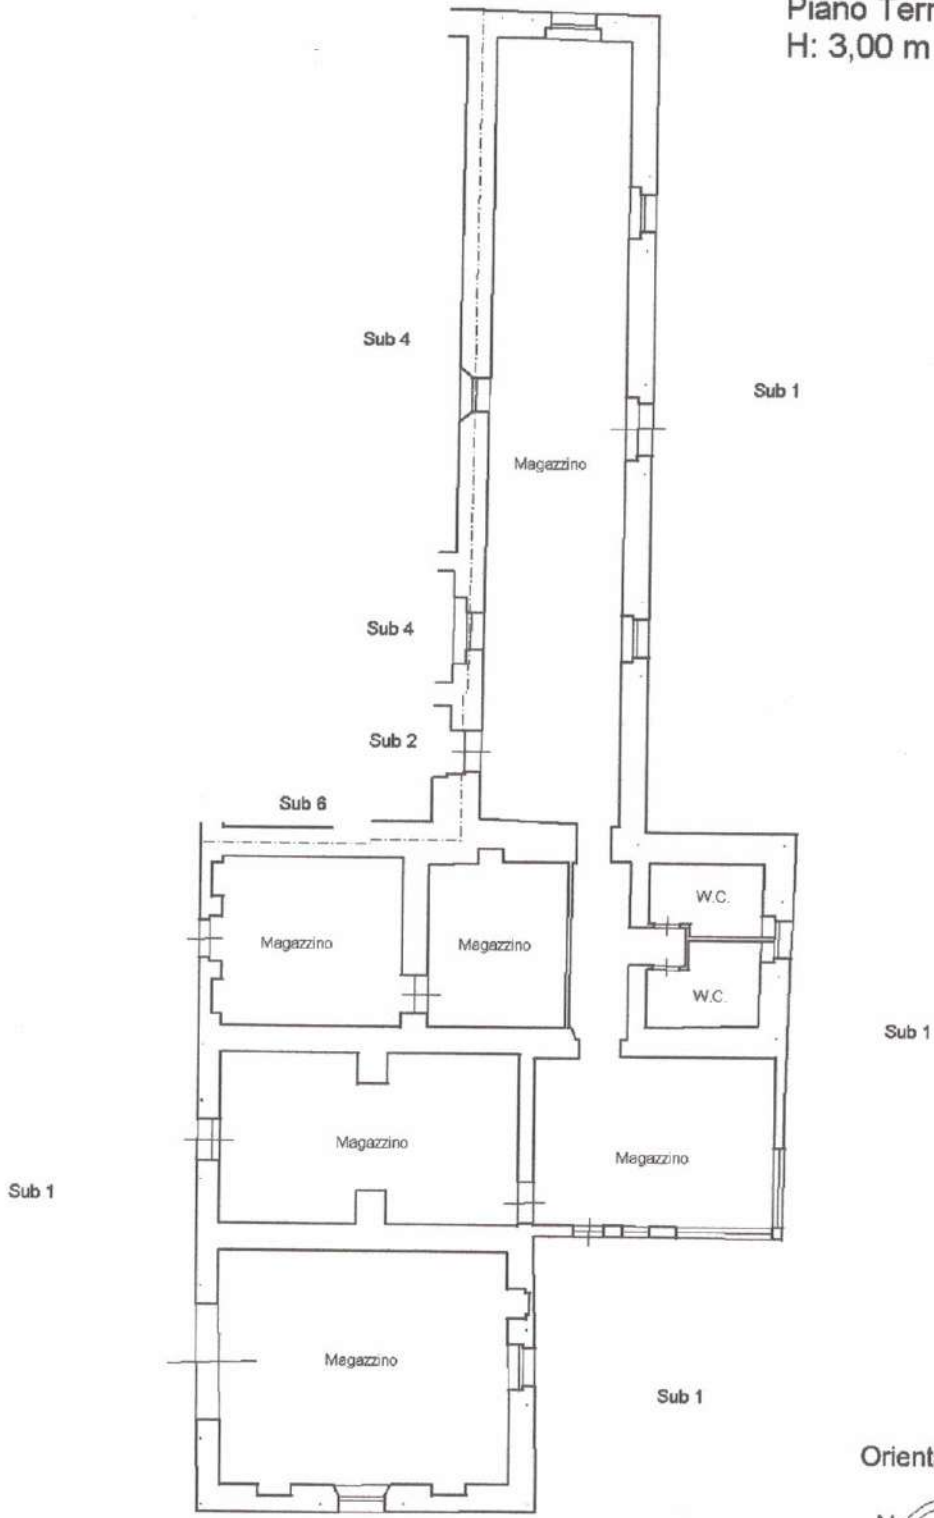 Piano Terr
H: 3,00 m
Sub 4
Sub 1
Magazzino
Sub 4
Sub 2
Sub 6
W.C.
Magazzino
Magazzino
W.C.
Sub 1
Magazzino
Magazzino
Sub 1
Magazzino
Sub 1
Orient
N